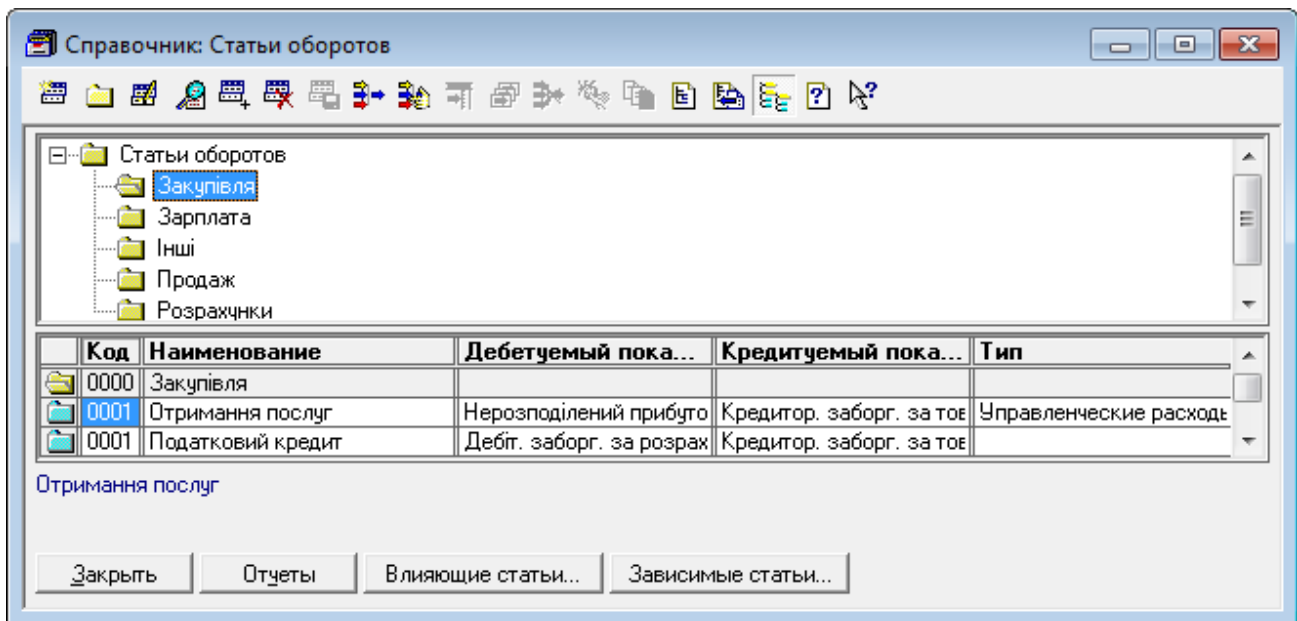 Справочник: Статьи оборотов
Статьи оборотов
Закупівля
Зарплата
Інші
Продаж
Розрахунки
Код Наименование Дебетуемый пока... Кредитуемый пока... Тип
0000 Закупівля
0001 Отримання послуг Нерозподілений прибуто Кредитор. заборг. за тов Управленческие расходы
0001 Податковий кредит Дебіт. заборг. за розрах Кредитор. заборг. за тов
Отримання послуг
Закрыть Отчеты Влияющие статьи... Зависимые статьи...